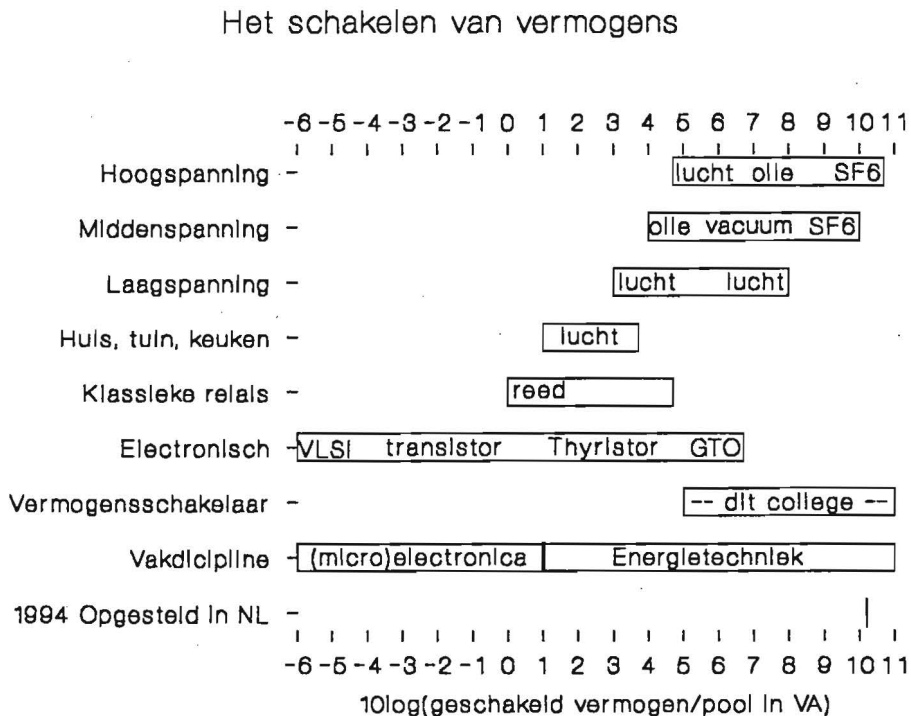 Het schakelen van vermogens
-6 -5 -4 -3 -2 -1 0 1 2 3 4 5 6 7 8 9 10 11
Hoogspanning - lucht olie SF6
Middenspanning - olie vacuum SF6
Laagspanning - lucht lucht
Huis, tuin, keuken - lucht
Klassieke relais - reed
Electronisch - VLSI transistor Thyristor GTO
Vermogensschakelaar - -- dit college --
Vakdicipline - (micro)electronica Energietechniek
1994 Opgesteld in NL -
-6 -5 -4 -3 -2 -1 0 1 2 3 4 5 6 7 8 9 10 11
10log(geschakeld vermogen/pool in VA)